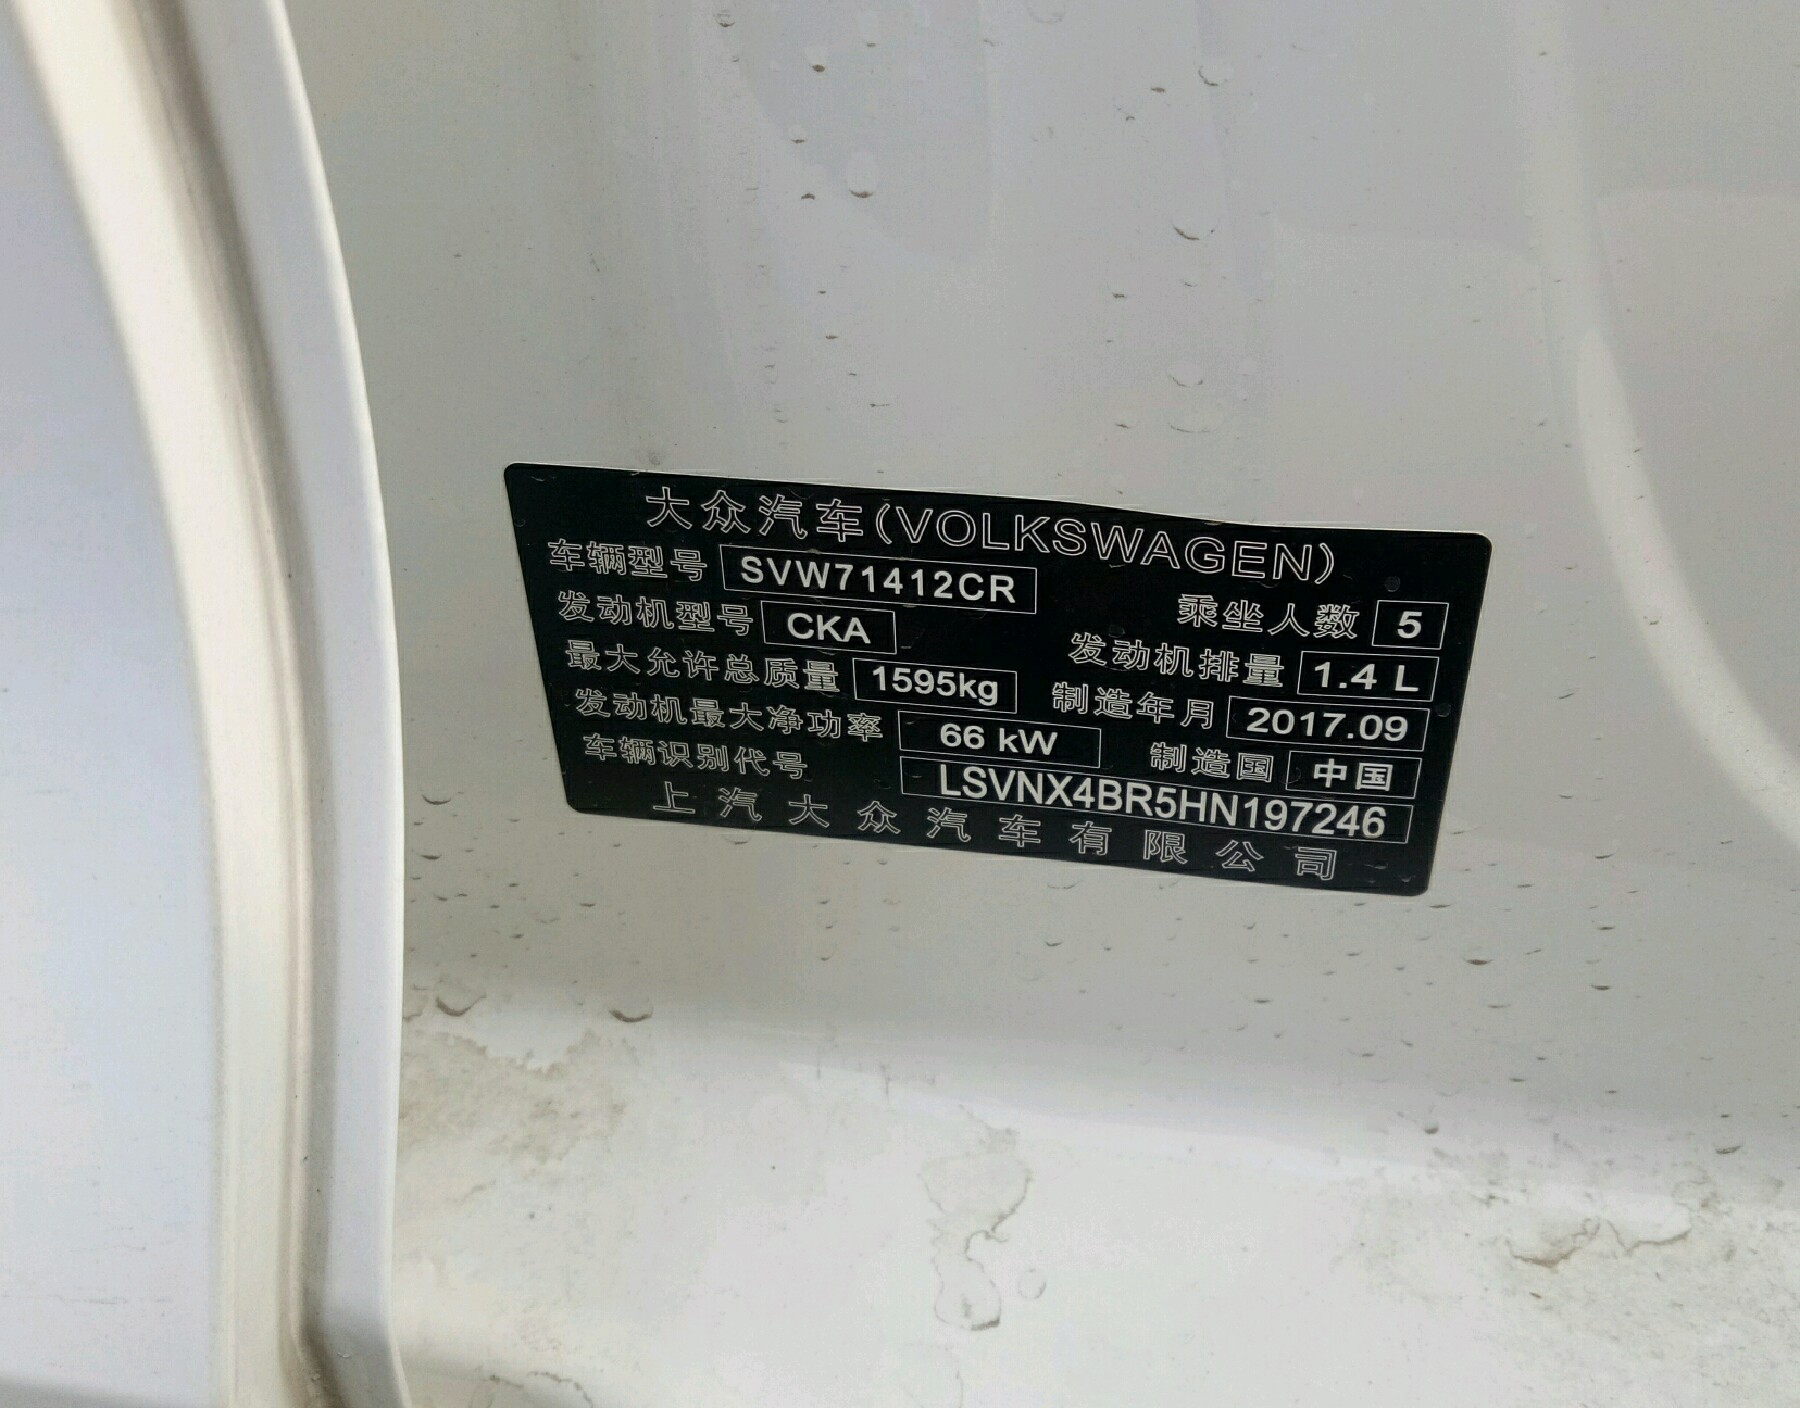 大众汽车(VOLKSWAGEN)
车辆型号 SVW71412CR 乘坐人数 5
发动机型号 CKA 发动机排量 1.4 L
最大允许总质量 1595kg 制造年月 2017.09
发动机最大净功率 66 kW 制造国 中国
车辆识别代号 LSVNX4BR5HN197246
上汽大众汽车有限公司